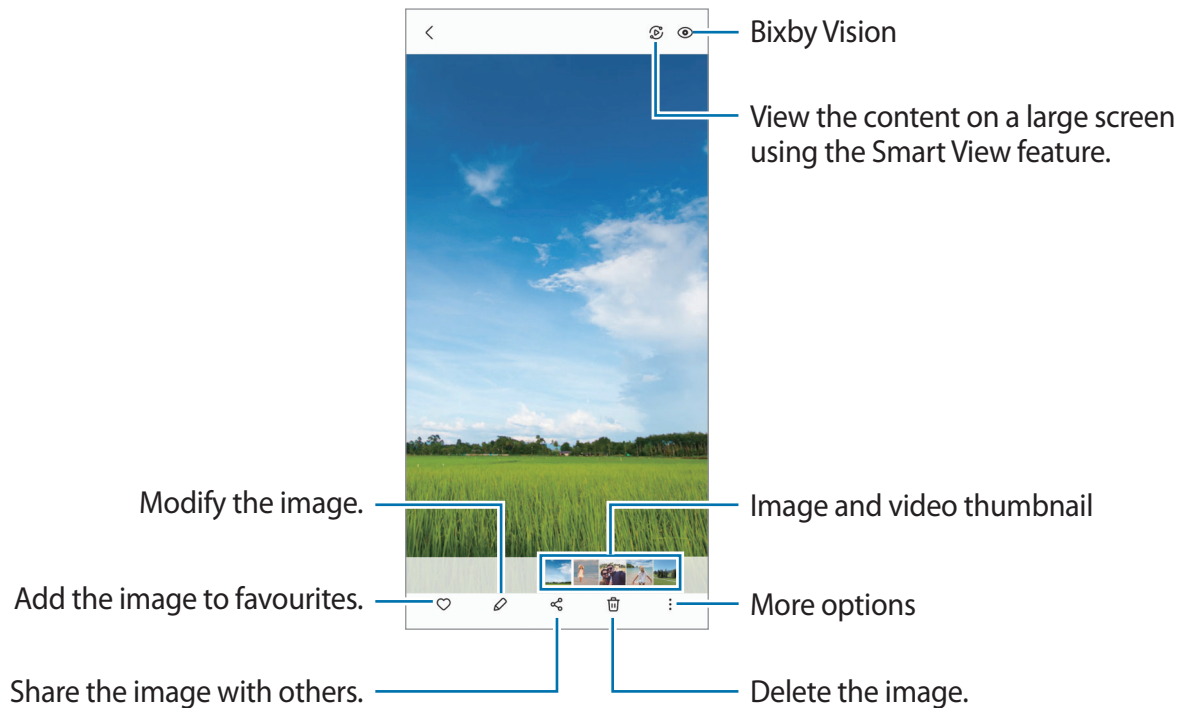 Bixby Vision
View the content on a large screen
using the Smart View feature.
Modify the image.
Image and video thumbnail
Add the image to favourites.
More options
Share the image with others.
Delete the image.